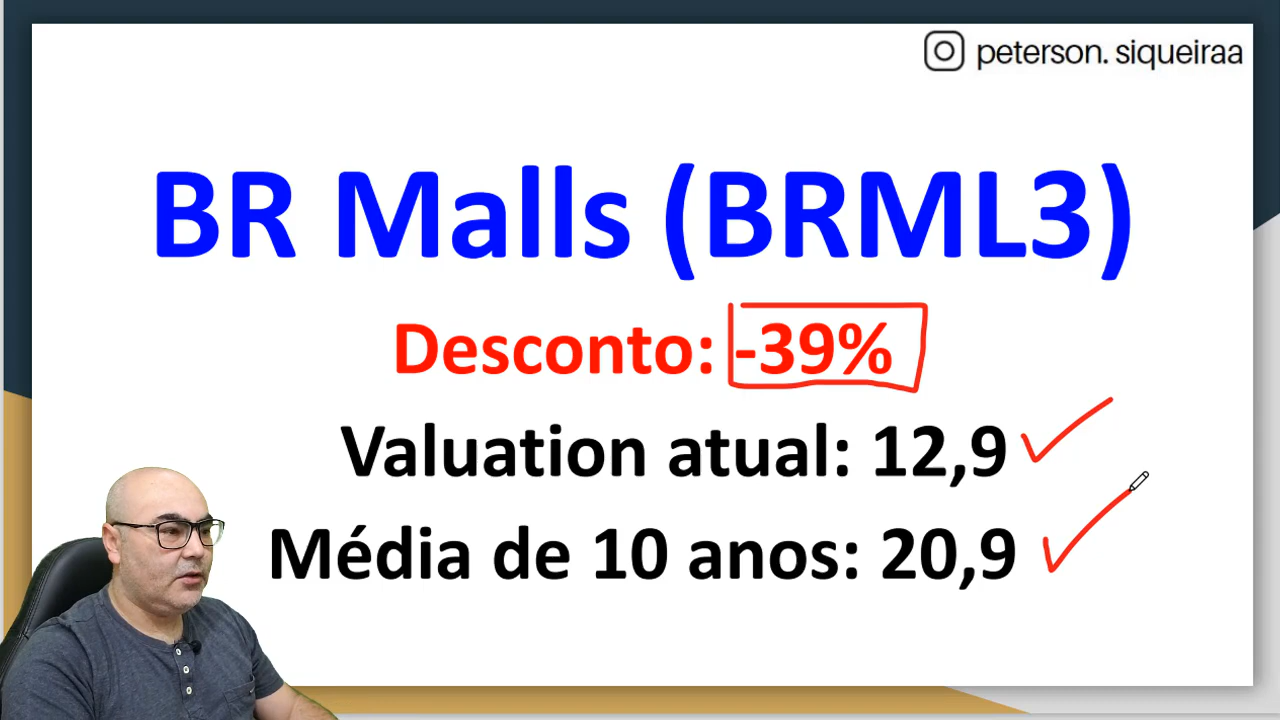 peterson. siqueiraa
BR Malls (BRML3)
Desconto: -39%
Valuation atual: 12,9
Média de 10 anos: 20,9